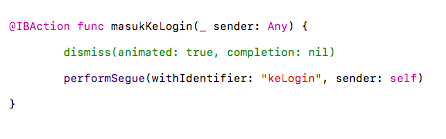 @IBAction func masukKeLogin(_ sender: Any) {
dismiss(animated: true, completion: nil)
performSegue(withIdentifier: "keLogin", sender: self)
}